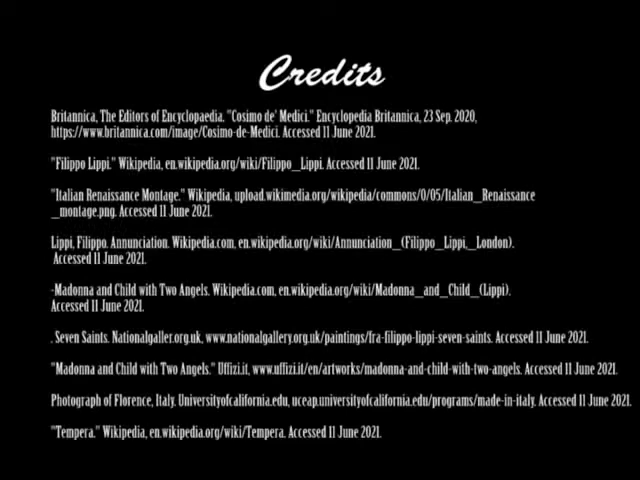 Credits
Britannica, The Editors of Encyclopaedia. "Cosimo de' Medici." Encyclopedia Britannica, 23 Sep. 2020,
https://www.britannica.com/image/Cosimo-de-Medici. Accessed 11 June 2021.
"Filippo Lippi." Wikipedia, en.wikipedia.org/wiki/Filippo_Lippi. Accessed 11 June 2021.
"Italian Renaissance Montage." Wikipedia, upload.wikimedia.org/wikipedia/commons/0/05/Italian_Renaissance
_montage.png. Accessed 11 June 2021.
Lippi, Filippo. Annunciation. Wikipedia.com, en.wikipedia.org/wiki/Annunciation_(Filippo_Lippi,_London).
Accessed 11 June 2021.
-Madonna and Child with Two Angels. Wikipedia.com, en.wikipedia.org/wiki/Madonna_and_Child_(Lippi).
Accessed 11 June 2021.
. Seven Saints. Nationalgaller.org.uk, www.nationalgallery.org.uk/paintings/fra-filippo-lippi-seven-saints. Accessed 11 June 2021.
"Madonna and Child with Two Angels." Uffizi.it, www.uffizi.it/en/artworks/madonna-and-child-with-two-angels. Accessed 11 June 2021.
Photograph of Florence, Italy. Universityofcalifornia.edu, uceap.universityofcalifornia.edu/programs/made-in-italy. Accessed 11 June 2021.
"Tempera." Wikipedia, en.wikipedia.org/wiki/Tempera. Accessed 11 June 2021.